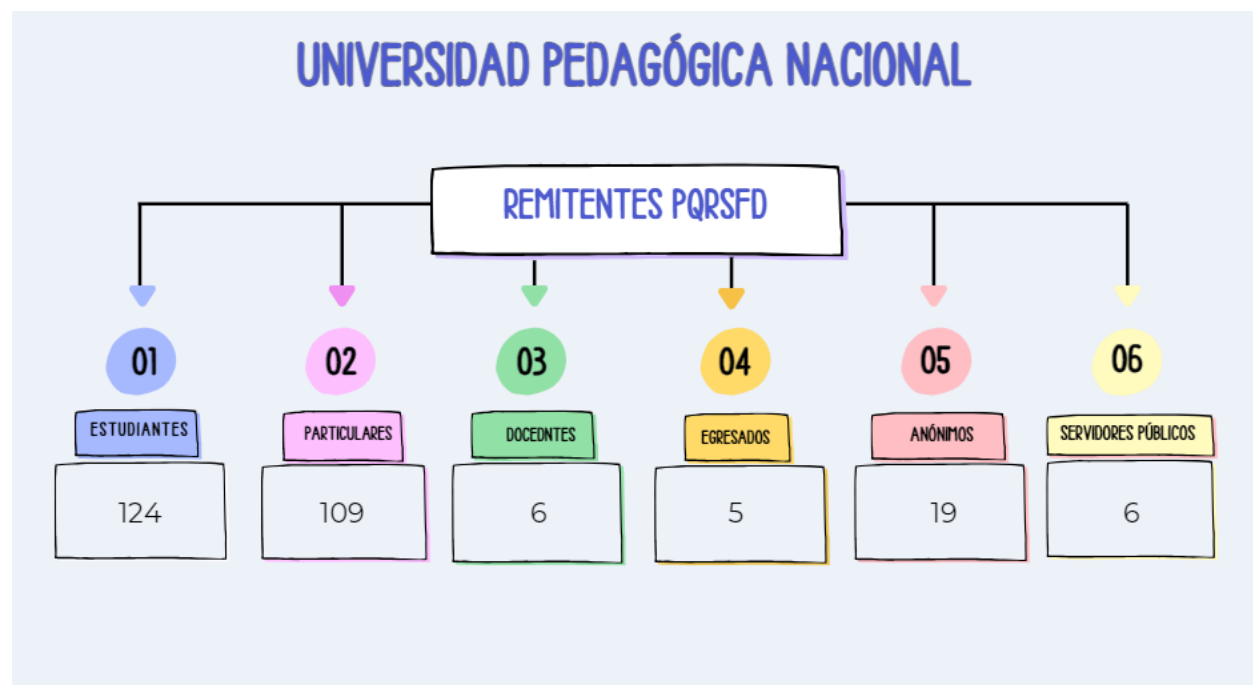 UNIVERSIDAD PEDAGÓGICA NACIONAL
REMITENTES PQRSFD
01
02
03
04
05
06
ESTUDIANTES
PARTICULARES
DOCEDNTES
EGRESADOS
ANÓNIMOS
SERVIDORES PÚBLICOS
124
109
6
5
19
6